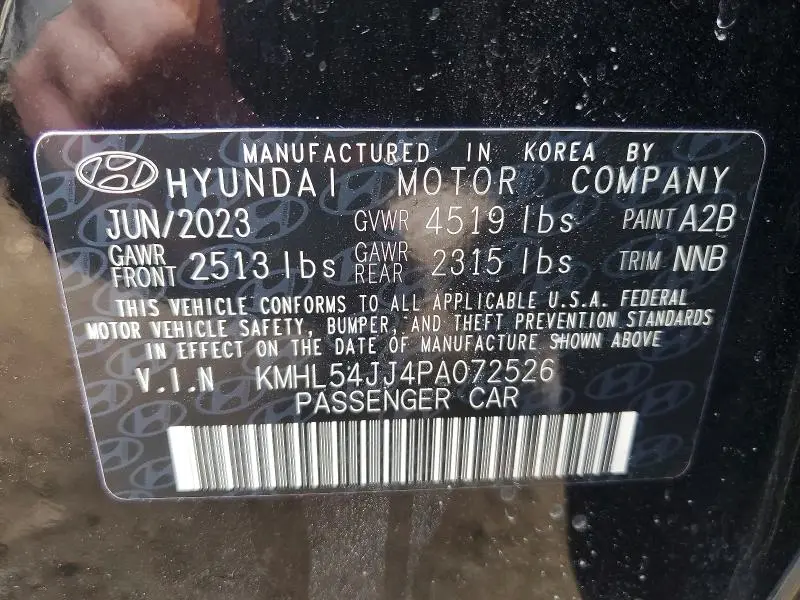 MANUFACTURED IN KOREA BY
HYUNDAI MOTOR COMPANY
JUN/2023 GVWR 4519 lbs PAINT A2B
GAWR FRONT 2513 lbs GAWR REAR 2315 lbs TRIM NNB
THIS VEHICLE CONFORMS TO ALL APPLICABLE U.S.A. FEDERAL
MOTOR VEHICLE SAFETY, BUMPER, AND THEFT PREVENTION STANDARDS
IN EFFECT ON THE DATE OF MANUFACTURE SHOWN ABOVE
V.I.N KMHL54JJ4PA072526
PASSENGER CAR